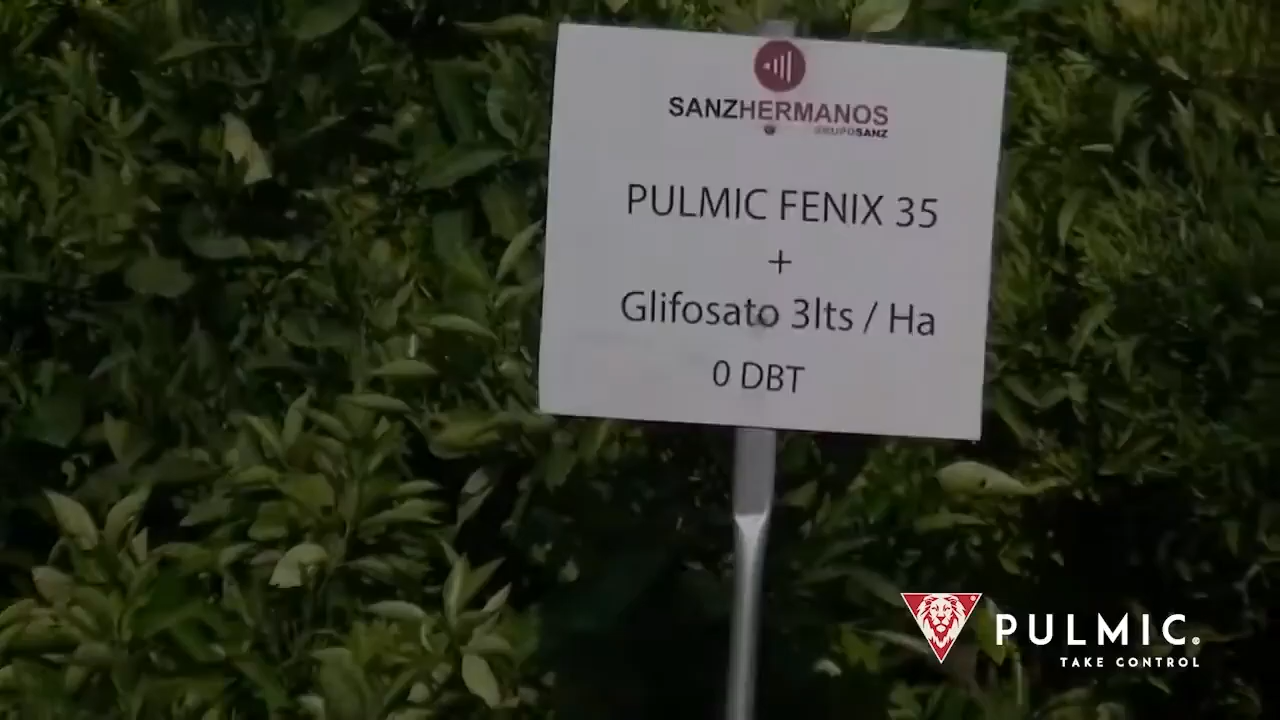 SANZHERMANOS
GRUPOSANZ
PULMIC FENIX 35
+
Glifosato 3lts / Ha
0 DBT
PULMIC.®
TAKE CONTROL